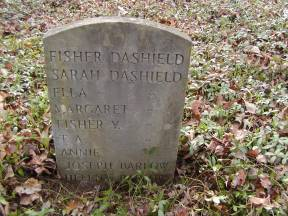 FISHER DASHIELD
SARAH DASHIELD
ELLA
MARGARET
FISHER Y.
ANNIE
JOSEPH BARLOW